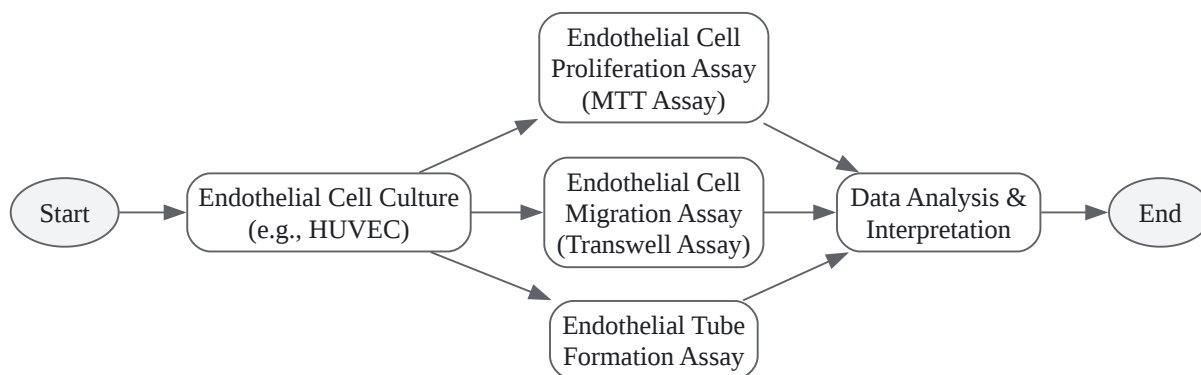 Start
Endothelial Cell Culture
(e.g., HUVEC)
Endothelial Cell
Proliferation Assay
(MTT Assay)
Endothelial Cell
Migration Assay
(Transwell Assay)
Endothelial Tube
Formation Assay
Data Analysis &
Interpretation
End